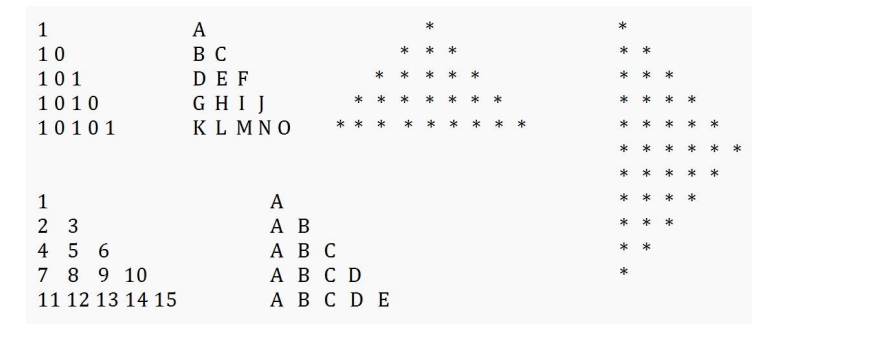 1
1 0
1 0 1
1 0 1 0
1 0 1 0 1
A
B C
D E F
G H I J
K L M N O
*
* * *
* * * * *
* * * * * * *
* * * * * * * * *
*
* *
* * *
* * * *
* * * * *
* * * * * *
* * * * *
* * * *
* * *
* *
*
1
2 3
4 5 6
7 8 9 10
11 12 13 14 15
A
A B
A B C
A B C D
A B C D E